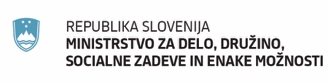 REPUBLIKA SLOVENIJA
MINISTRSTVO ZA DELO, DRUŽINO,
SOCIALNE ZADEVE IN ENAKE MOŽNOSTI